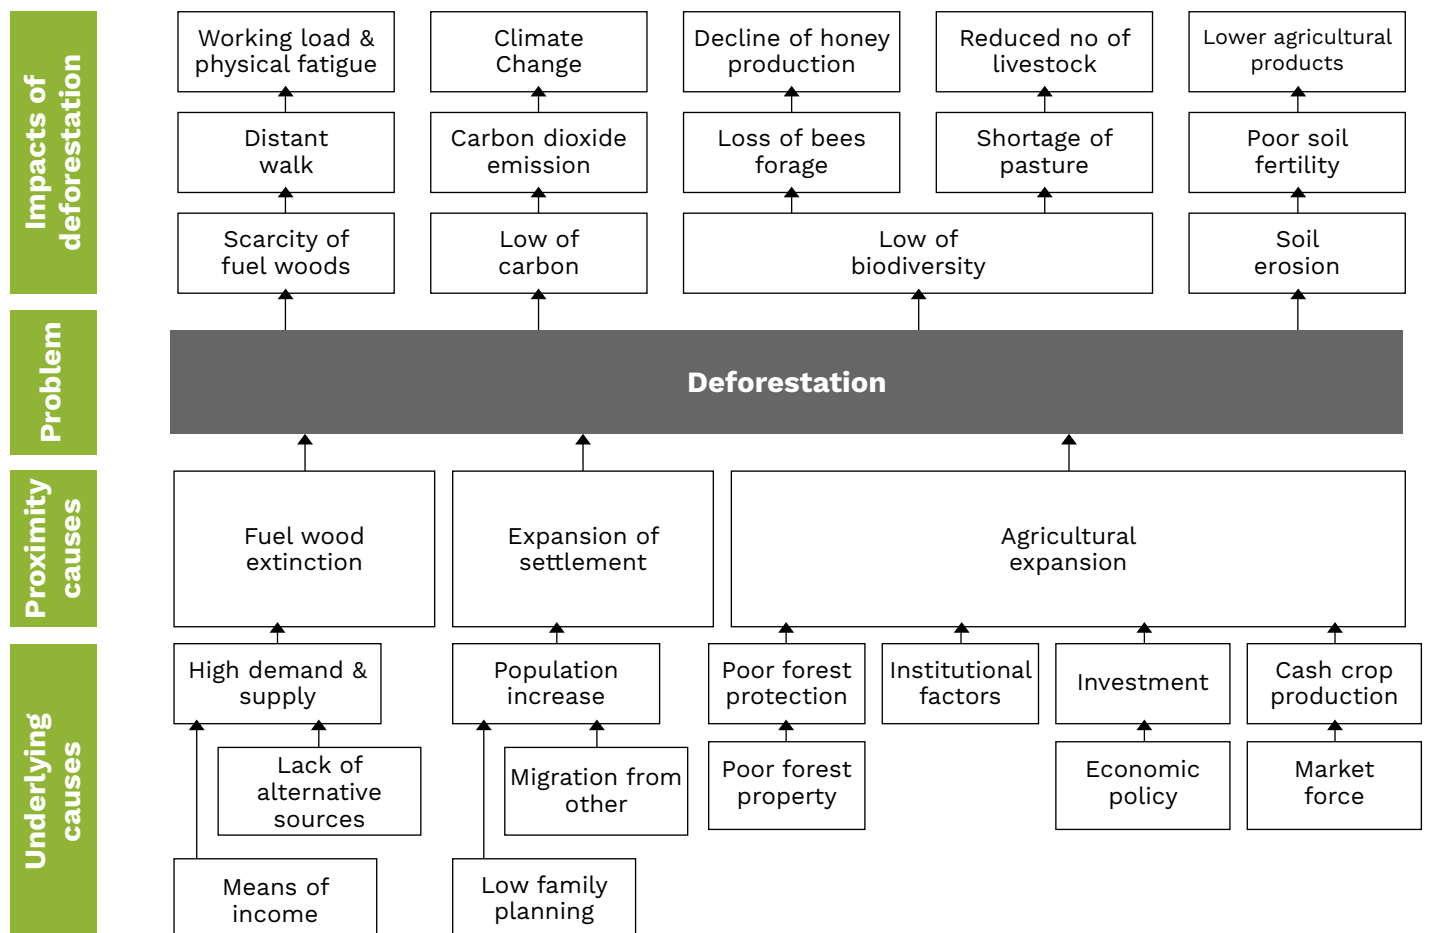 Impacts of
deforestation
Working load &
physical fatigue
Climate
Change
Decline of honey
production
Reduced no of
livestock
Lower agricultural
products
Distant
walk
Carbon dioxide
emission
Loss of bees
forage
Shortage of
pasture
Poor soil
fertility
Scarcity of
fuel woods
Low of
carbon
Low of
biodiversity
Soil
erosion
Problem
Deforestation
Proximity
causes
Fuel wood
extinction
Expansion of
settlement
Agricultural
expansion
Underlying
causes
High demand &
supply
Population
increase
Poor forest
protection
Institutional
factors
Investment
Cash crop
production
Lack of
alternative
sources
Migration from
other
Poor forest
property
Economic
policy
Market
force
Means of
income
Low family
planning